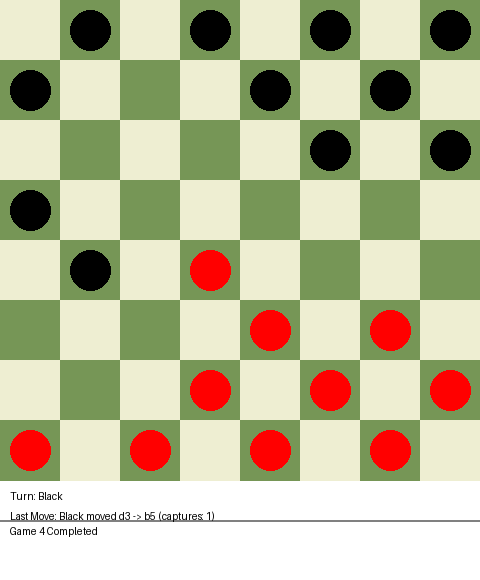 Turn: Black
Last Move: Black moved d3 -> b5 (captures: 1)
Game 4 Completed